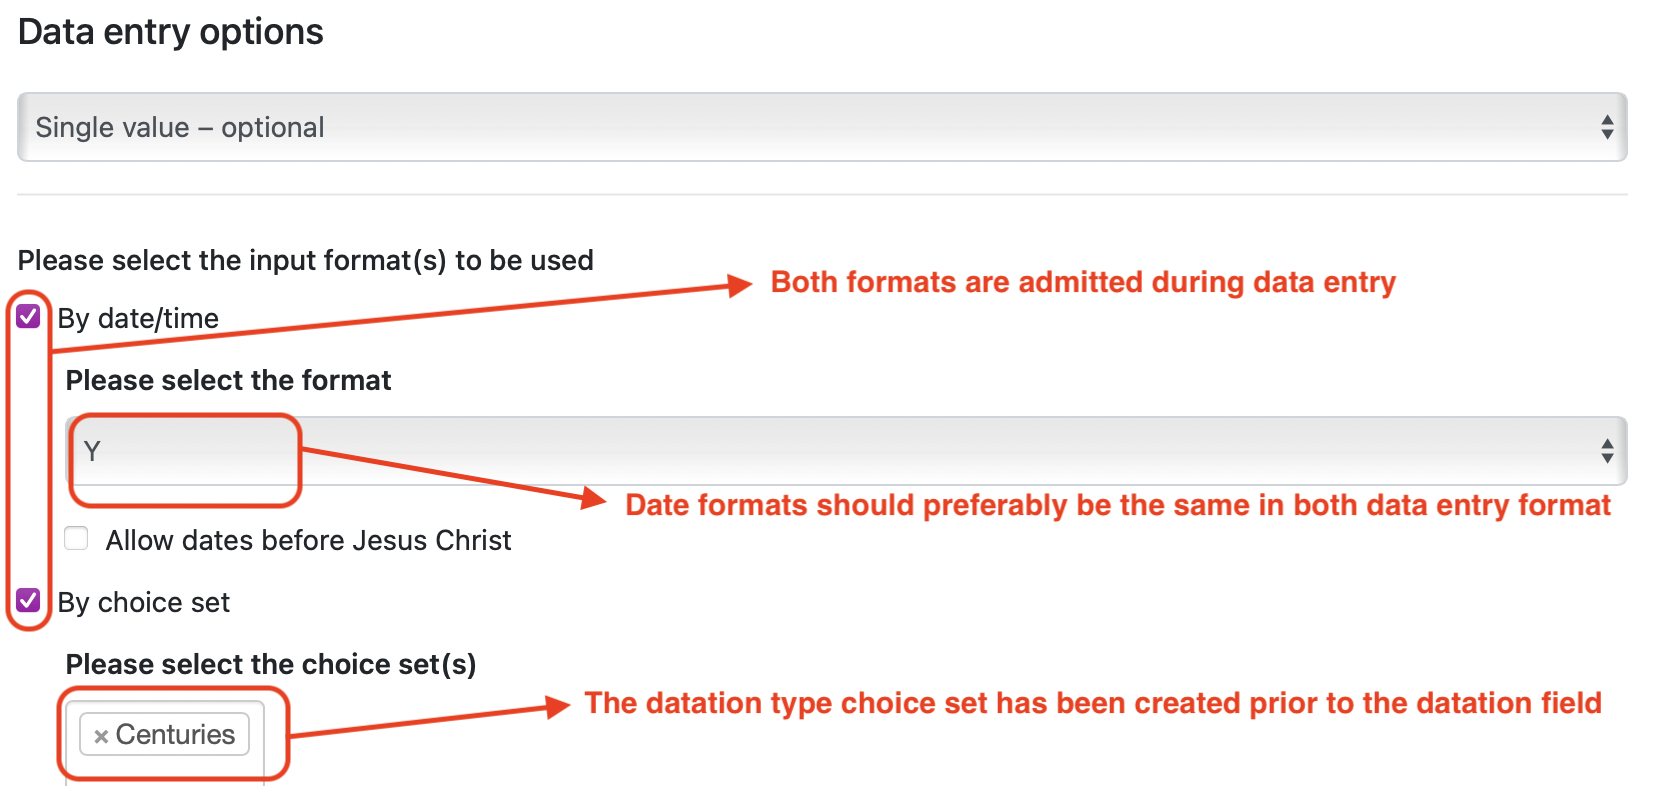 Data entry options
Single value – optional
Please select the input format(s) to be used
Both formats are admitted during data entry
By date/time
Please select the format
Y
Date formats should preferably be the same in both data entry format
Allow dates before Jesus Christ
By choice set
Please select the choice set(s)
The datation type choice set has been created prior to the datation field
× Centuries